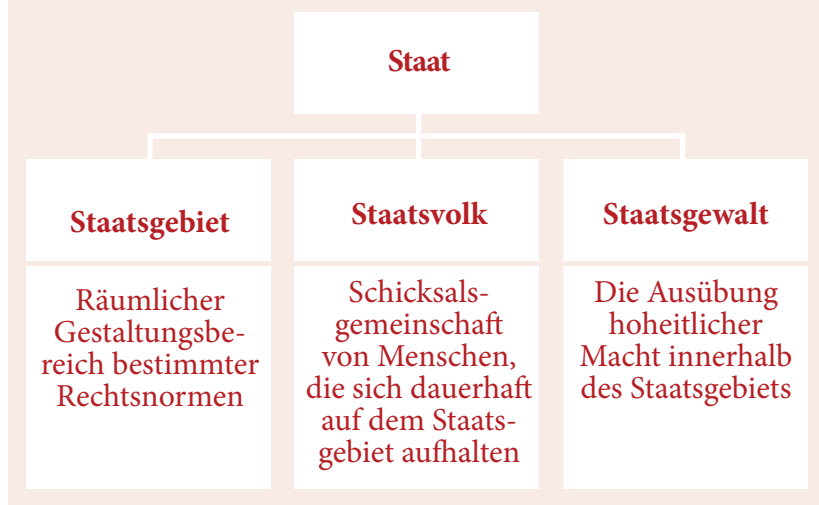 Staat
Staatsgebiet
Räumlicher
Gestaltungsbe-
reich bestimmter
Rechtsnormen
Staatsvolk
Schicksals-
gemeinschaft
von Menschen,
die sich dauerhaft
auf dem Staats-
gebiet aufhalten
Staatsgewalt
Die Ausübung
hoheitlicher
Macht innerhalb
des Staatsgebiets